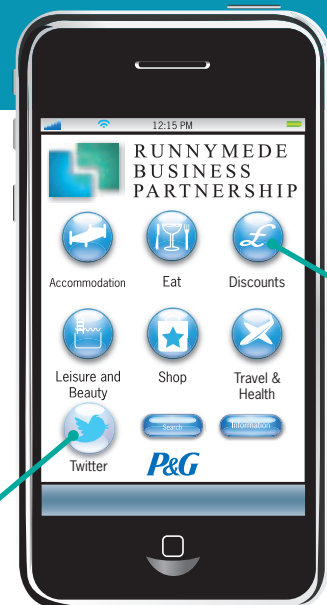 12:15 PM
RUNNYMEDE
BUSINESS
PARTNERSHIP
Accommodation
Eat
£
Discounts
Leisure and
Beauty
Shop
Travel &
Health
Twitter
Search
Information
P&G